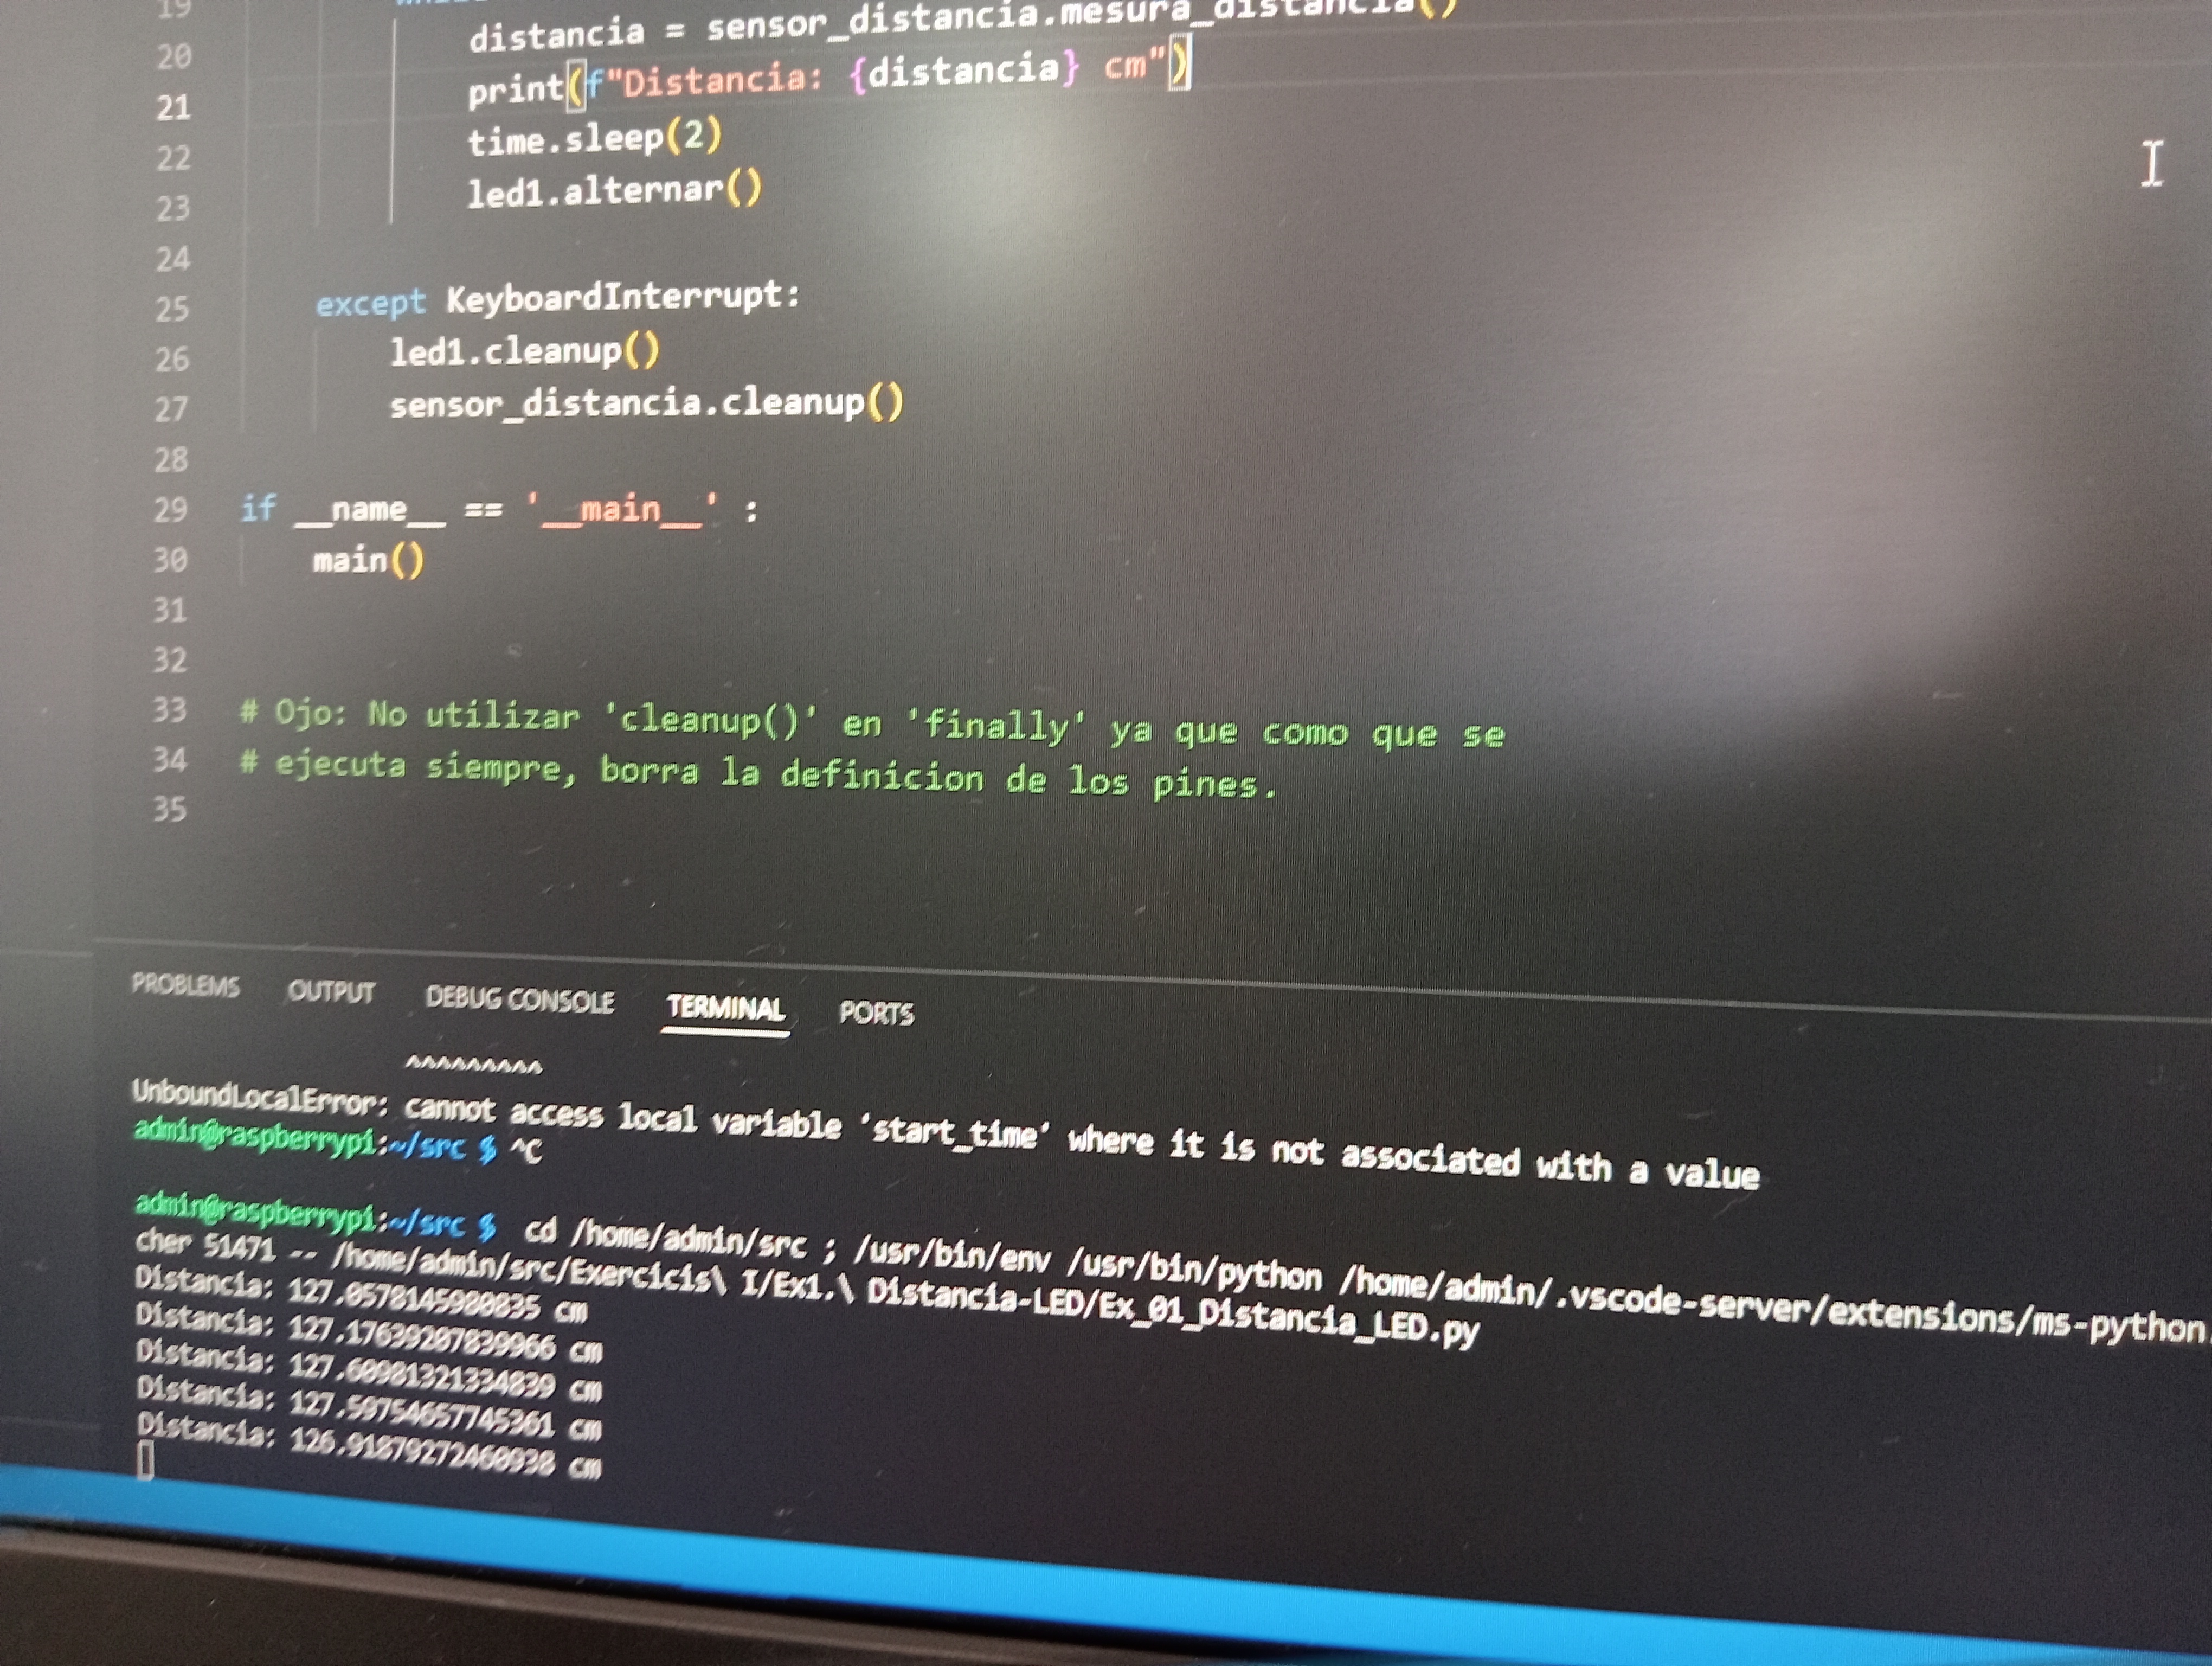 19
20 distancia = sensor_distancia.mesura_distancia()
21 print(f"Distancia: {distancia} cm")
22 time.sleep(2)
23 led1.alternar()
24
25 except KeyboardInterrupt:
26 led1.cleanup()
27 sensor_distancia.cleanup()
28
29 if __name__ == '__main__' :
30 main()
31
32
33 # Ojo: No utilizar 'cleanup()' en 'finally' ya que como que se
34 # ejecuta siempre, borra la definicion de los pines.
35
PROBLEMS OUTPUT DEBUG CONSOLE TERMINAL PORTS
^^^^^^^^^^
UnboundLocalError: cannot access local variable 'start_time' where it is not associated with a value
admin@raspberrypi:~/src $ ^C
admin@raspberrypi:~/src $ cd /home/admin/src ; /usr/bin/env /usr/bin/python /home/admin/.vscode-server/extensions/ms-python.
cher 51471 -- /home/admin/src/Exercicis\ I/Ex1.\ Distancia-LED/Ex_01_Distancia_LED.py
Distancia: 127.0578145980835 cm
Distancia: 127.17639207839966 cm
Distancia: 127.60981321334839 cm
Distancia: 127.59754657745361 cm
Distancia: 126.91879272460938 cm